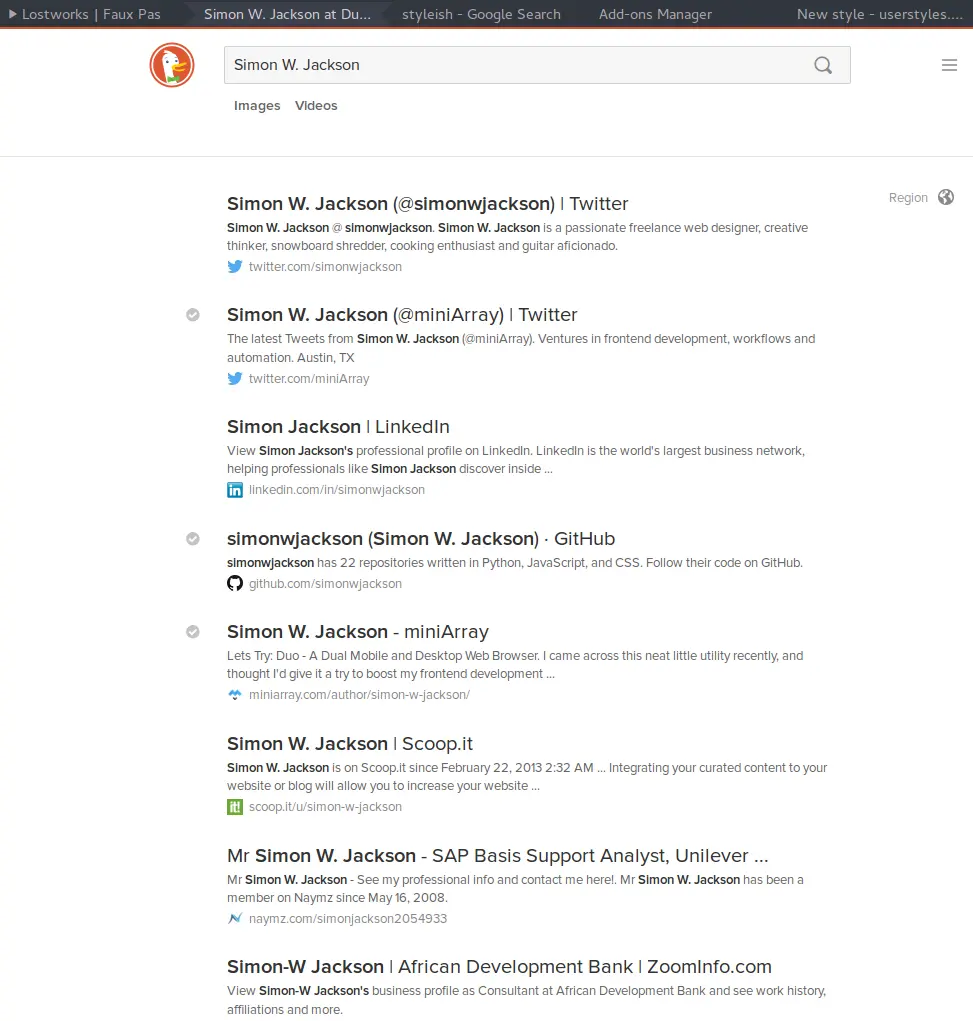 Lostworks | Faux Pas Simon W. Jackson at Du... styleish - Google Search Add-ons Manager New style - userstyles....
Simon W. Jackson
Images Videos
Region
Simon W. Jackson (@simonwjackson) | Twitter
Simon W. Jackson @ simonwjackson. Simon W. Jackson is a passionate freelance web designer, creative
thinker, snowboard shredder, cooking enthusiast and guitar aficionado.
twitter.com/simonwjackson
Simon W. Jackson (@miniArray) | Twitter
The latest Tweets from Simon W. Jackson (@miniArray). Ventures in frontend development, workflows and
automation. Austin, TX
twitter.com/miniArray
Simon Jackson | LinkedIn
View Simon Jackson's professional profile on LinkedIn. LinkedIn is the world's largest business network,
helping professionals like Simon Jackson discover inside ...
in linkedin.com/in/simonwjackson
simonwjackson (Simon W. Jackson) · GitHub
simonwjackson has 22 repositories written in Python, JavaScript, and CSS. Follow their code on GitHub.
github.com/simonwjackson
Simon W. Jackson - miniArray
Lets Try: Duo - A Dual Mobile and Desktop Web Browser. I came across this neat little utility recently, and
thought I'd give it a try to boost my frontend development ...
miniarray.com/author/simon-w-jackson/
Simon W. Jackson | Scoop.it
Simon W. Jackson is on Scoop.it since February 22, 2013 2:32 AM ... Integrating your curated content to your
website or blog will allow you to increase your website ...
it! scoop.it/u/simon-w-jackson
Mr Simon W. Jackson - SAP Basis Support Analyst, Unilever ...
Mr Simon W. Jackson - See my professional info and contact me here!. Mr Simon W. Jackson has been a
member on Naymz since May 16, 2008.
naymz.com/simonjackson2054933
Simon-W Jackson | African Development Bank | ZoomInfo.com
View Simon-W Jackson's business profile as Consultant at African Development Bank and see work history,
affiliations and more.